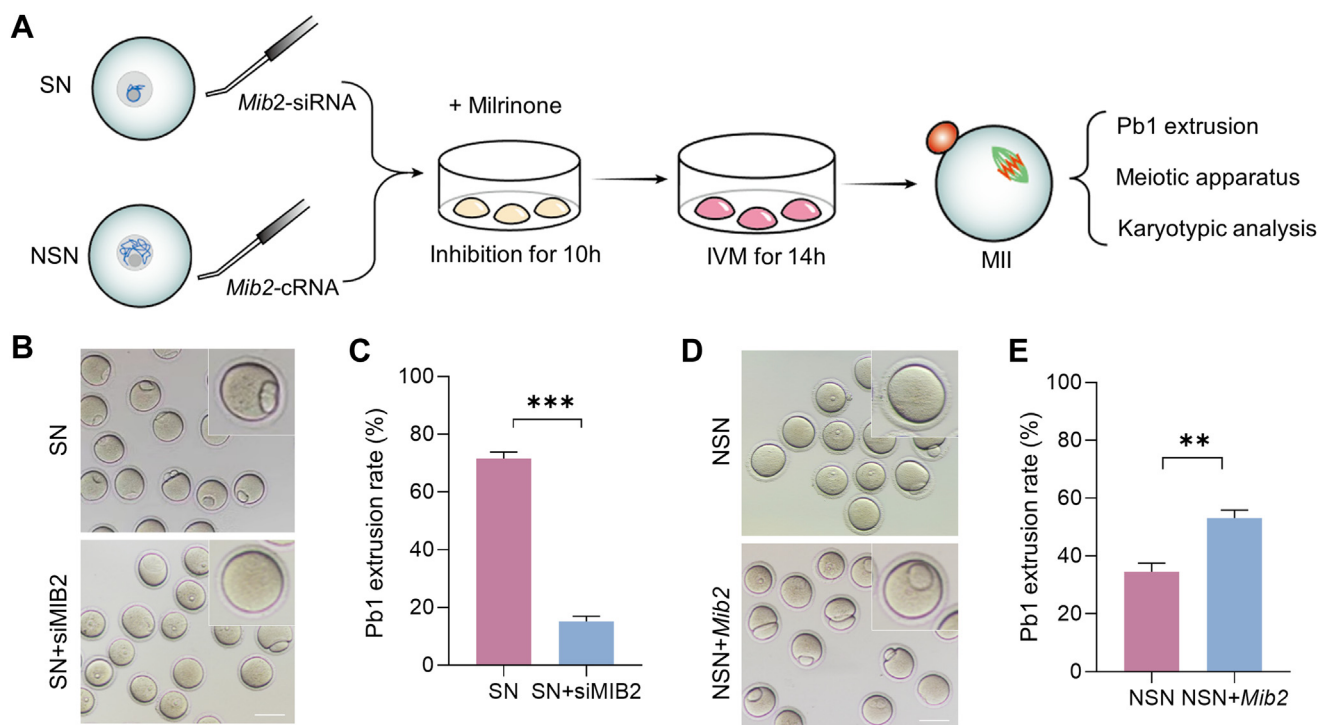 A
SN
Mib2-siRNA
NSN
Mib2-cRNA
+ Milrinone
Inhibition for 10h
IVM for 14h
MII
Pb1 extrusion
Meiotic apparatus
Karyotypic analysis
B
SN
SN+siMIB2
C
Pb1 extrusion rate (%)
100
80
60
40
20
0
***
SN
SN+siMIB2
D
NSN
NSN+Mib2
E
Pb1 extrusion rate (%)
100
80
60
40
20
0
**
NSN
NSN+Mib2